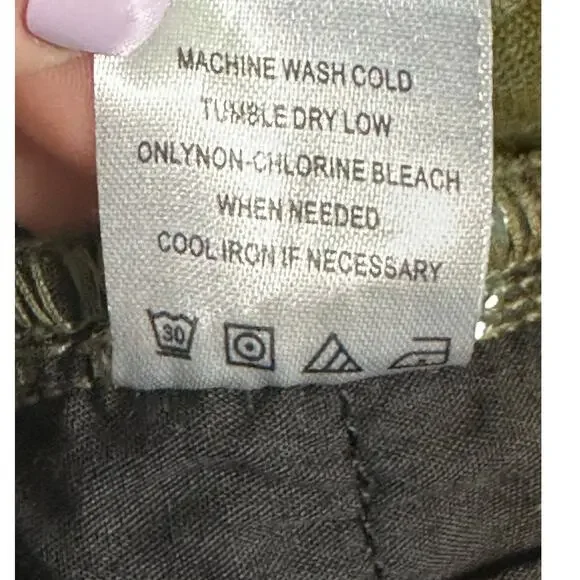 MACHINE WASH COLD
TUMBLE DRY LOW
ONLYNON-CHLORINE BLEACH
WHEN NEEDED
COOL IRON IF NECESSARY
30